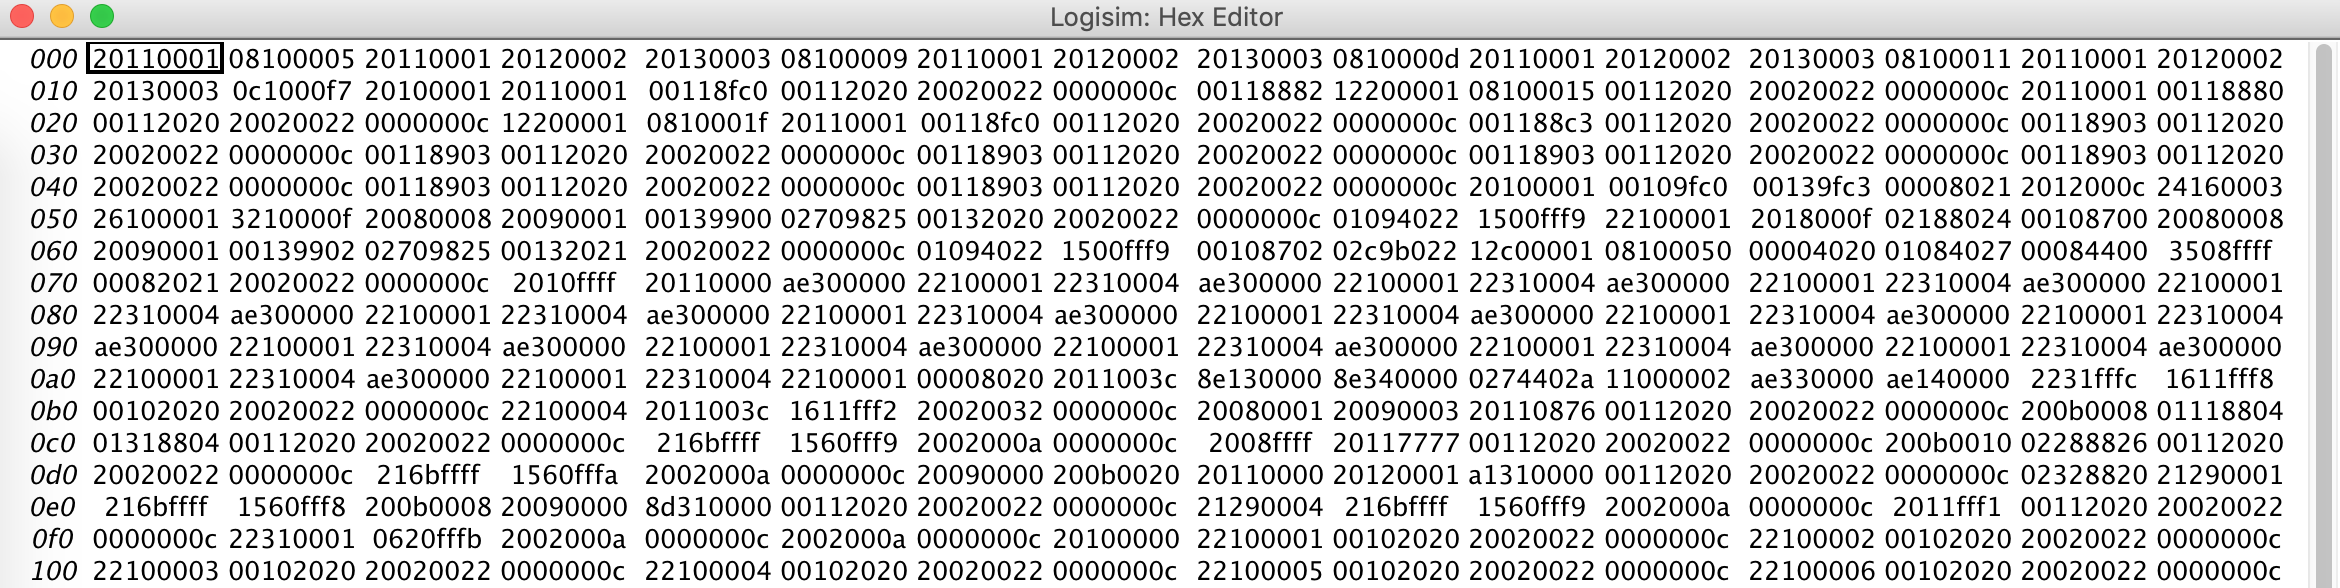 Logisim: Hex Editor
000 20110001 08100005 20110001 20120002 20130003 08100009 20110001 20120002 20130003 0810000d 20110001 20120002 20130003 08100011 20110001 20120002
010 20130003 0c1000f7 20100001 20110001 00118fc0 00112020 20020022 0000000c 00118882 12200001 08100015 00112020 20020022 0000000c 20110001 00118880
020 00112020 20020022 0000000c 12200001 0810001f 20110001 00118fc0 00112020 20020022 0000000c 001188c3 00112020 20020022 0000000c 00118903 00112020
030 20020022 0000000c 00118903 00112020 20020022 0000000c 00118903 00112020 20020022 0000000c 00118903 00112020 20020022 0000000c 00118903 00112020
040 20020022 0000000c 00118903 00112020 20020022 0000000c 00118903 00112020 20020022 0000000c 20100001 00109fc0 00139fc3 00008021 2012000c 24160003
050 26100001 3210000f 20080008 20090001 00139900 02709825 00132020 20020022 0000000c 01094022 1500fff9 22100001 2018000f 02188024 00108700 20080008
060 20090001 00139902 02709825 00132021 20020022 0000000c 01094022 1500fff9 00108702 02c9b022 12c00001 08100050 00004020 01084027 00084400 3508ffff
070 00082021 20020022 0000000c 2010ffff 20110000 ae300000 22100001 22310004 ae300000 22100001 22310004 ae300000 22100001 22310004 ae300000 22100001
080 22310004 ae300000 22100001 22310004 ae300000 22100001 22310004 ae300000 22100001 22310004 ae300000 22100001 22310004 ae300000 22100001 22310004
090 ae300000 22100001 22310004 ae300000 22100001 22310004 ae300000 22100001 22310004 ae300000 22100001 22310004 ae300000 22100001 22310004 ae300000
0a0 22100001 22310004 ae300000 22100001 22310004 22100001 00008020 2011003c 8e130000 8e340000 0274402a 11000002 ae330000 ae140000 2231fffc 1611fff8
0b0 00102020 20020022 0000000c 22100004 2011003c 1611fff2 20020032 0000000c 20080001 20090003 20110876 00112020 20020022 0000000c 200b0008 01118804
0c0 01318804 00112020 20020022 0000000c 216bffff 1560fff9 2002000a 0000000c 2008ffff 20117777 00112020 20020022 0000000c 200b0010 02288826 00112020
0d0 20020022 0000000c 216bffff 1560fffa 2002000a 0000000c 20090000 200b0020 20110000 20120001 a1310000 00112020 20020022 0000000c 02328820 21290001
0e0 216bffff 1560fff8 200b0008 20090000 8d310000 00112020 20020022 0000000c 21290004 216bffff 1560fff9 2002000a 0000000c 2011fff1 00112020 20020022
0f0 0000000c 22310001 0620fffb 2002000a 0000000c 2002000a 0000000c 20100000 22100001 00102020 20020022 0000000c 22100002 00102020 20020022 0000000c
100 22100003 00102020 20020022 0000000c 22100004 00102020 20020022 0000000c 22100005 00102020 20020022 0000000c 22100006 00102020 20020022 0000000c